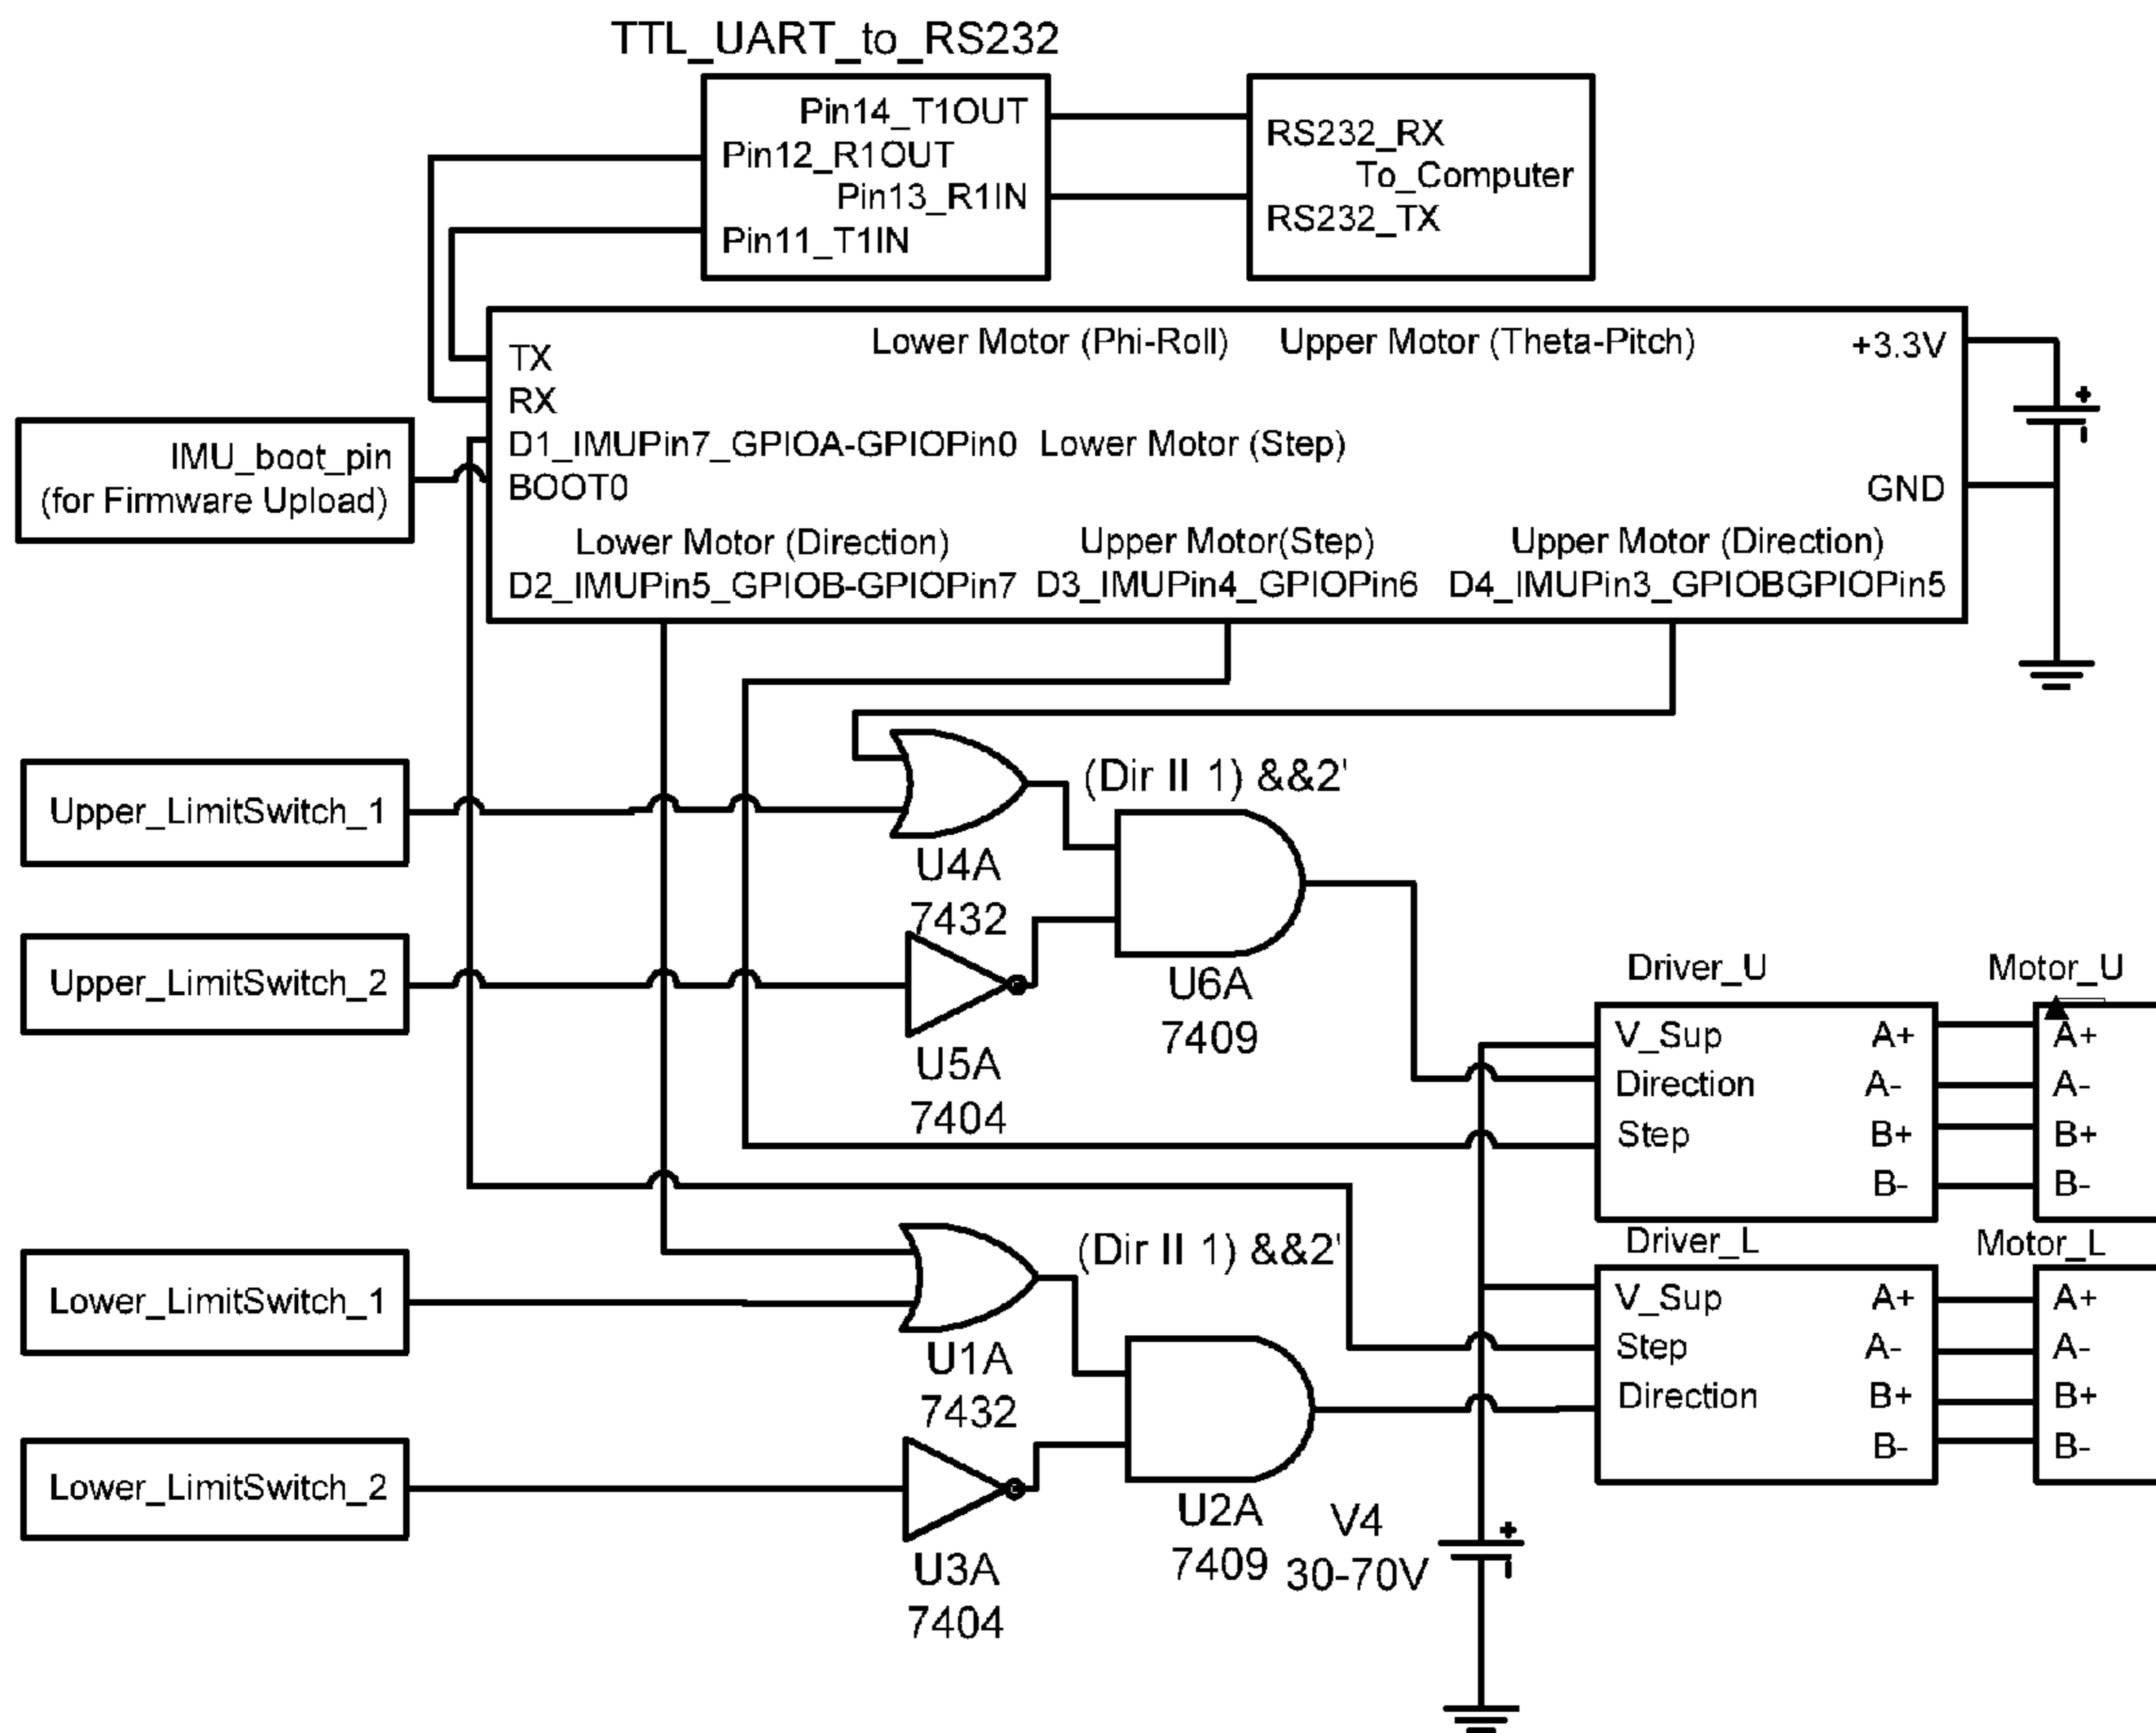 TTL_UART_to_RS232
Pin14_T1OUT
Pin12_R1OUT
Pin13_R1IN
Pin11_T1IN
RS232_RX
To_Computer
RS232_TX
Lower Motor (Phi-Roll) Upper Motor (Theta-Pitch) +3.3V
TX
RX
D1_IMUPin7_GPIOA-GPIOPin0 Lower Motor (Step)
BOOT0
GND
IMU_boot_pin
(for Firmware Upload)
Lower Motor (Direction) Upper Motor(Step) Upper Motor (Direction)
D2_IMUPin5_GPIOB-GPIOPin7 D3_IMUPin4_GPIOPin6 D4_IMUPin3_GPIOBGPIOPin5
Upper_LimitSwitch_1
(Dir II 1) &&2'
U4A
7432
Upper_LimitSwitch_2
U6A
7409
U5A
7404
Driver_U
V_Sup A+
Direction A-
Step B+
B-
Motor_U
A+
A-
B+
B-
Lower_LimitSwitch_1
(Dir II 1) &&2'
U1A
7432
Lower_LimitSwitch_2
U2A
7409
U3A
7404
Driver_L
V_Sup A+
Step A-
Direction B+
B-
Motor_L
A+
A-
B+
B-
V4
30-70V